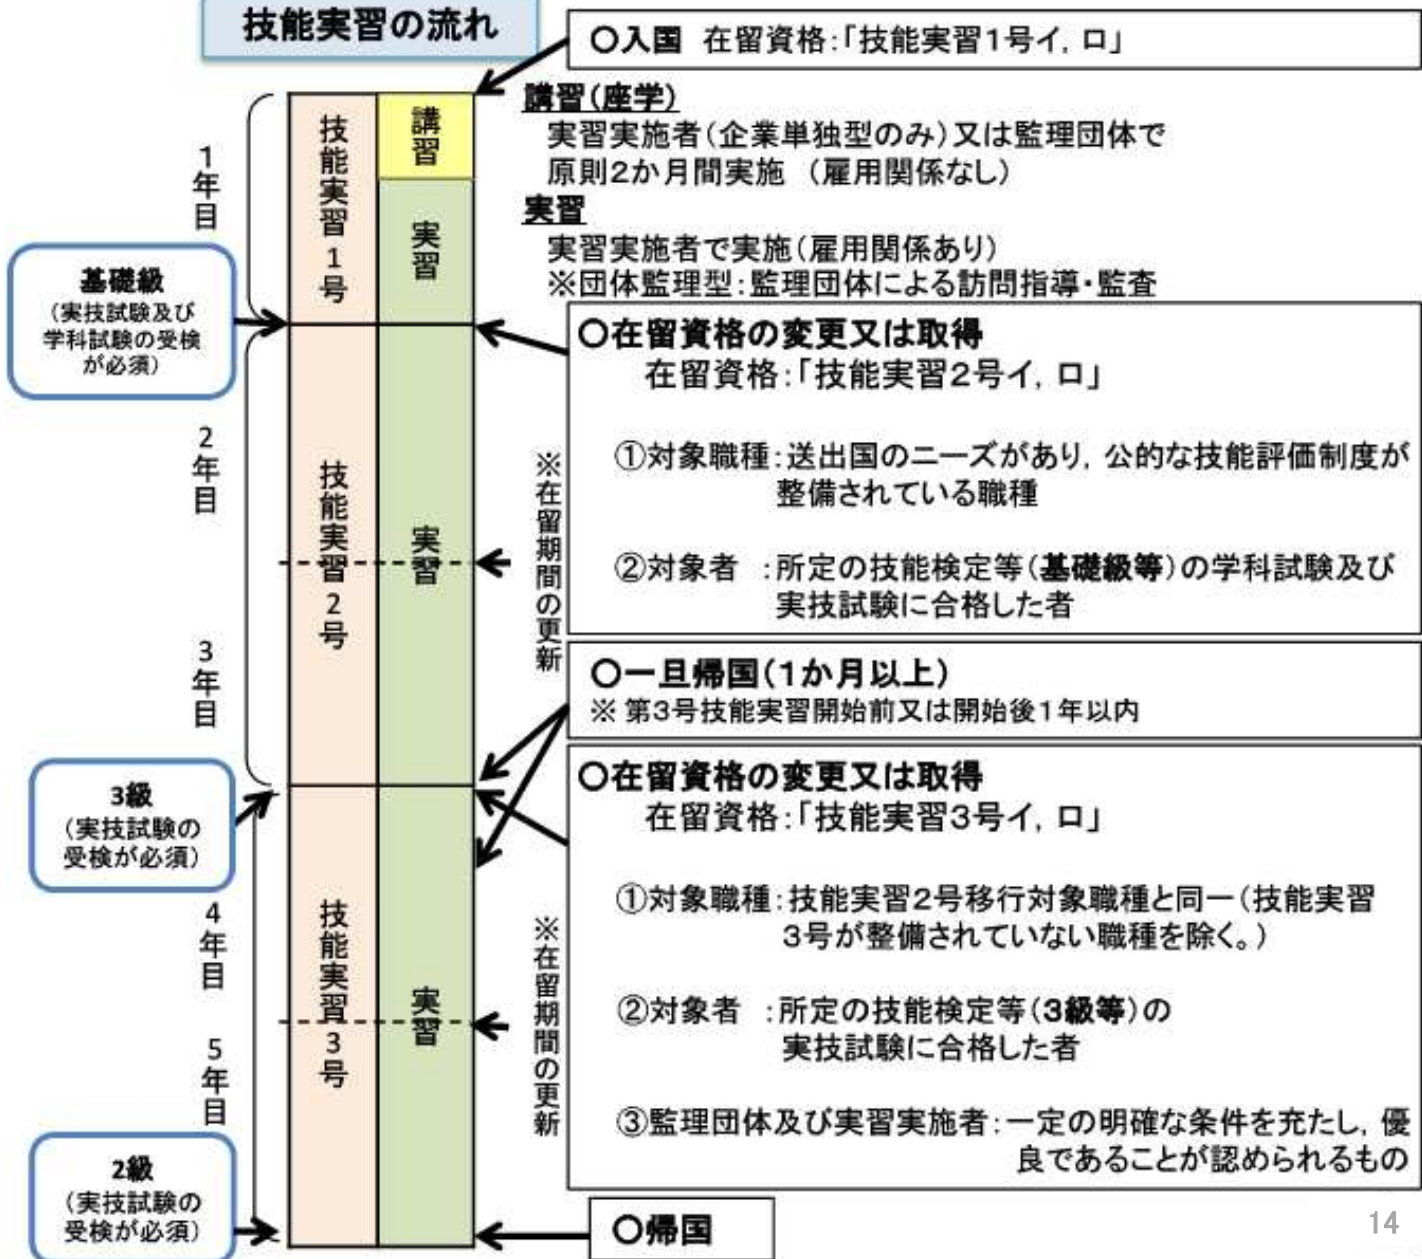 技能実習の流れ
○入国 在留資格：「技能実習1号イ，ロ」
講習(座学)
実習実施者（企業単独型のみ）又は監理団体で
原則2か月間実施 （雇用関係なし）
実習
実習実施者で実施（雇用関係あり）
※団体監理型：監理団体による訪問指導・監査
1年目
技能実習1号
講習
実習
基礎級
（実技試験及び
学科試験の受検
が必須）
○在留資格の変更又は取得
在留資格：「技能実習2号イ，ロ」
①対象職種：送出国のニーズがあり，公的な技能評価制度が
整備されている職種
②対象者 ：所定の技能検定等（基礎級等）の学科試験及び
実技試験に合格した者
2年目
技能実習2号
実習
※在留期間の更新
3年目
○一旦帰国（1か月以上）
※ 第3号技能実習開始前又は開始後1年以内
3級
（実技試験の
受検が必須）
○在留資格の変更又は取得
在留資格：「技能実習3号イ，ロ」
①対象職種：技能実習2号移行対象職種と同一（技能実習
3号が整備されていない職種を除く。）
②対象者 ：所定の技能検定等（3級等）の
実技試験に合格した者
③監理団体及び実習実施者：一定の明確な条件を充たし，優
良であることが認められるもの
4年目
技能実習3号
実習
※在留期間の更新
5年目
2級
（実技試験の
受検が必須）
○帰国
14